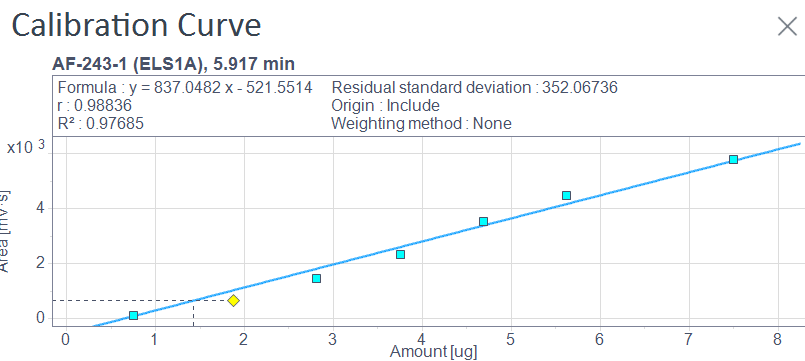 Calibration Curve
AF-243-1 (ELS1A), 5.917 min
Formula : y = 837.0482 x - 521.5514 Residual standard deviation : 352.06736
r : 0.98836 Origin : Include
R² : 0.97685 Weighting method : None
x10 3
4
2
0
Area [mV·s]
0 1 2 3 4 5 6 7 8
Amount [ug]